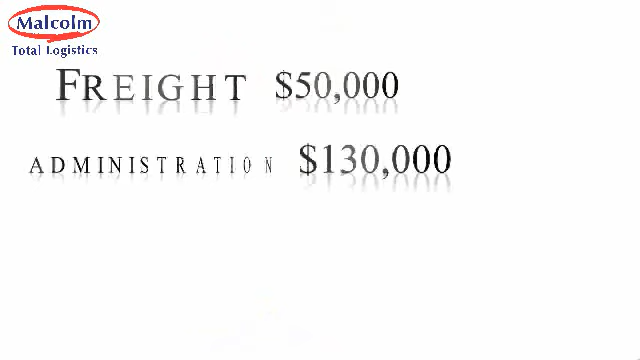 Malcolm
Total Logistics
FREIGHT $50,000
ADMINISTRATION $130,000